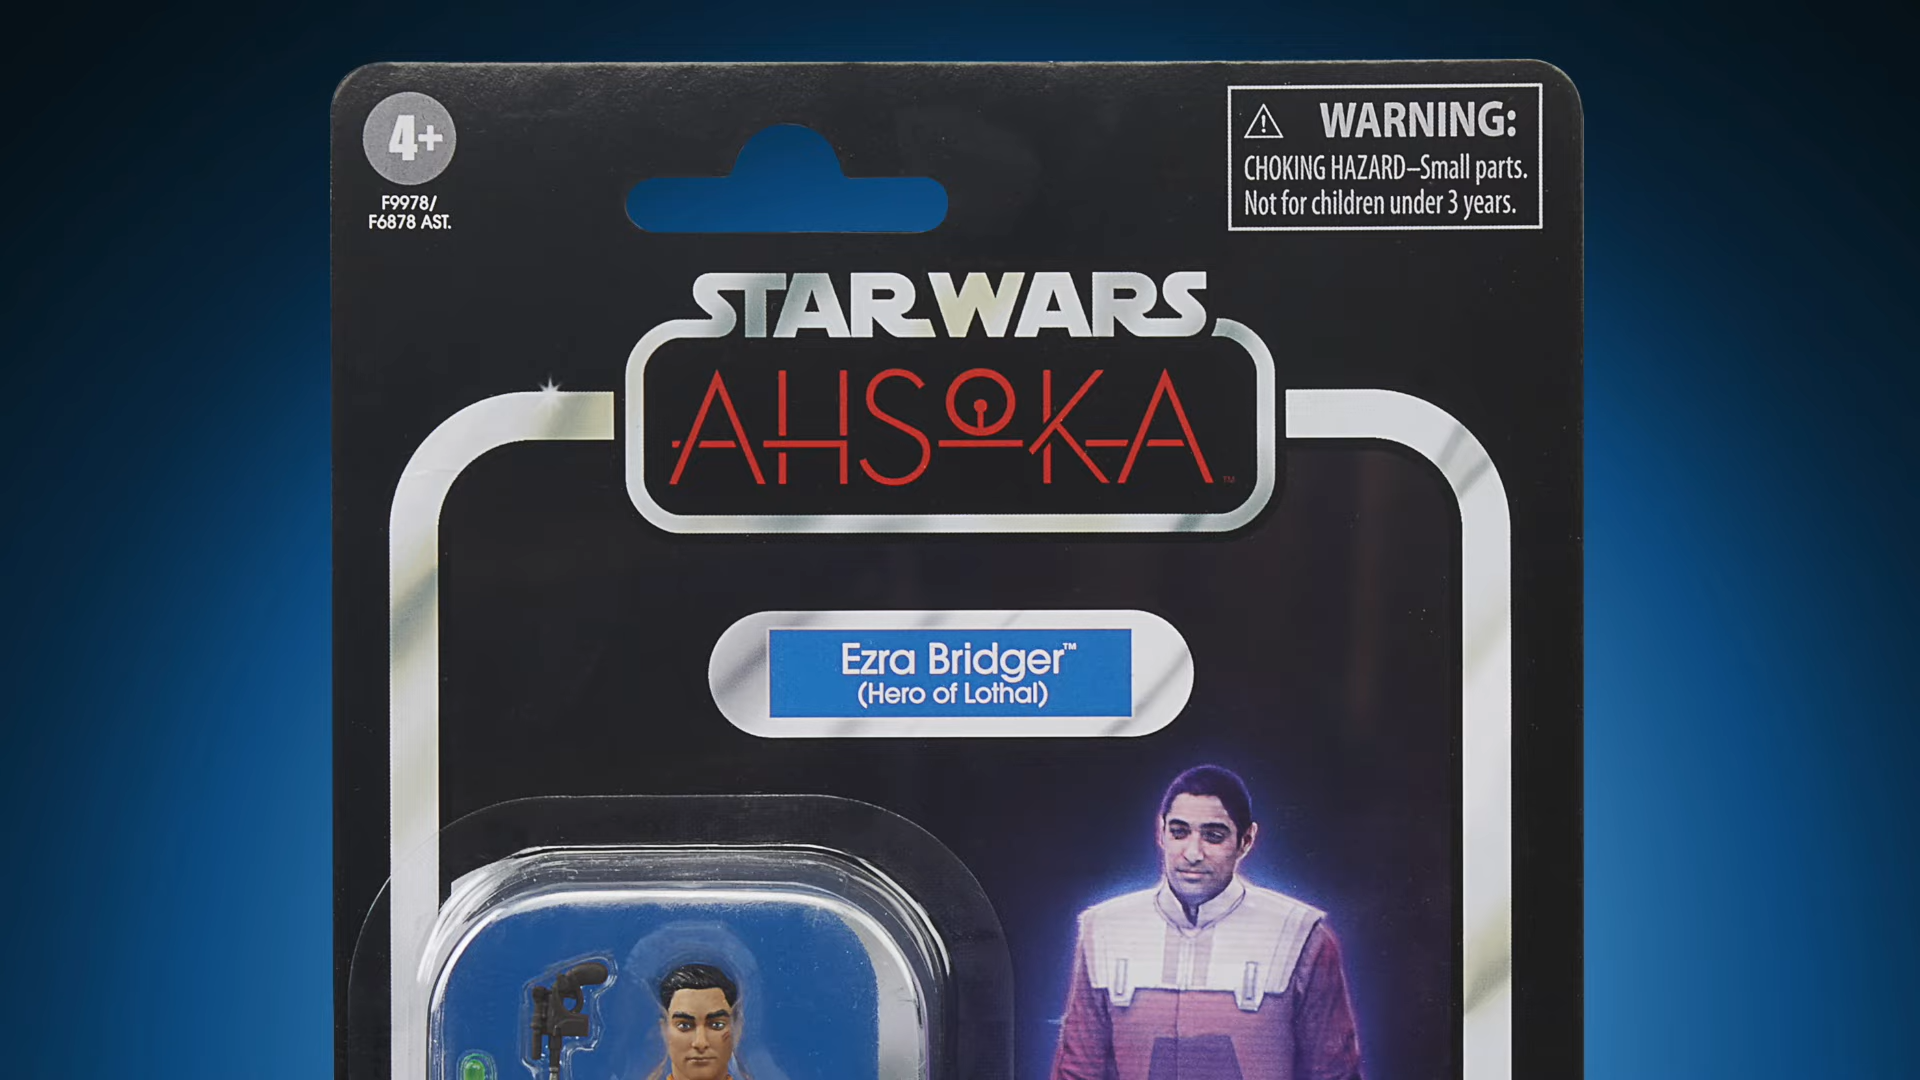 4+
F9978/
F6878 AST.
WARNING:
CHOKING HAZARD–Small parts.
Not for children under 3 years.
STAR WARS
AHSOKA™
Ezra Bridger™
(Hero of Lothal)